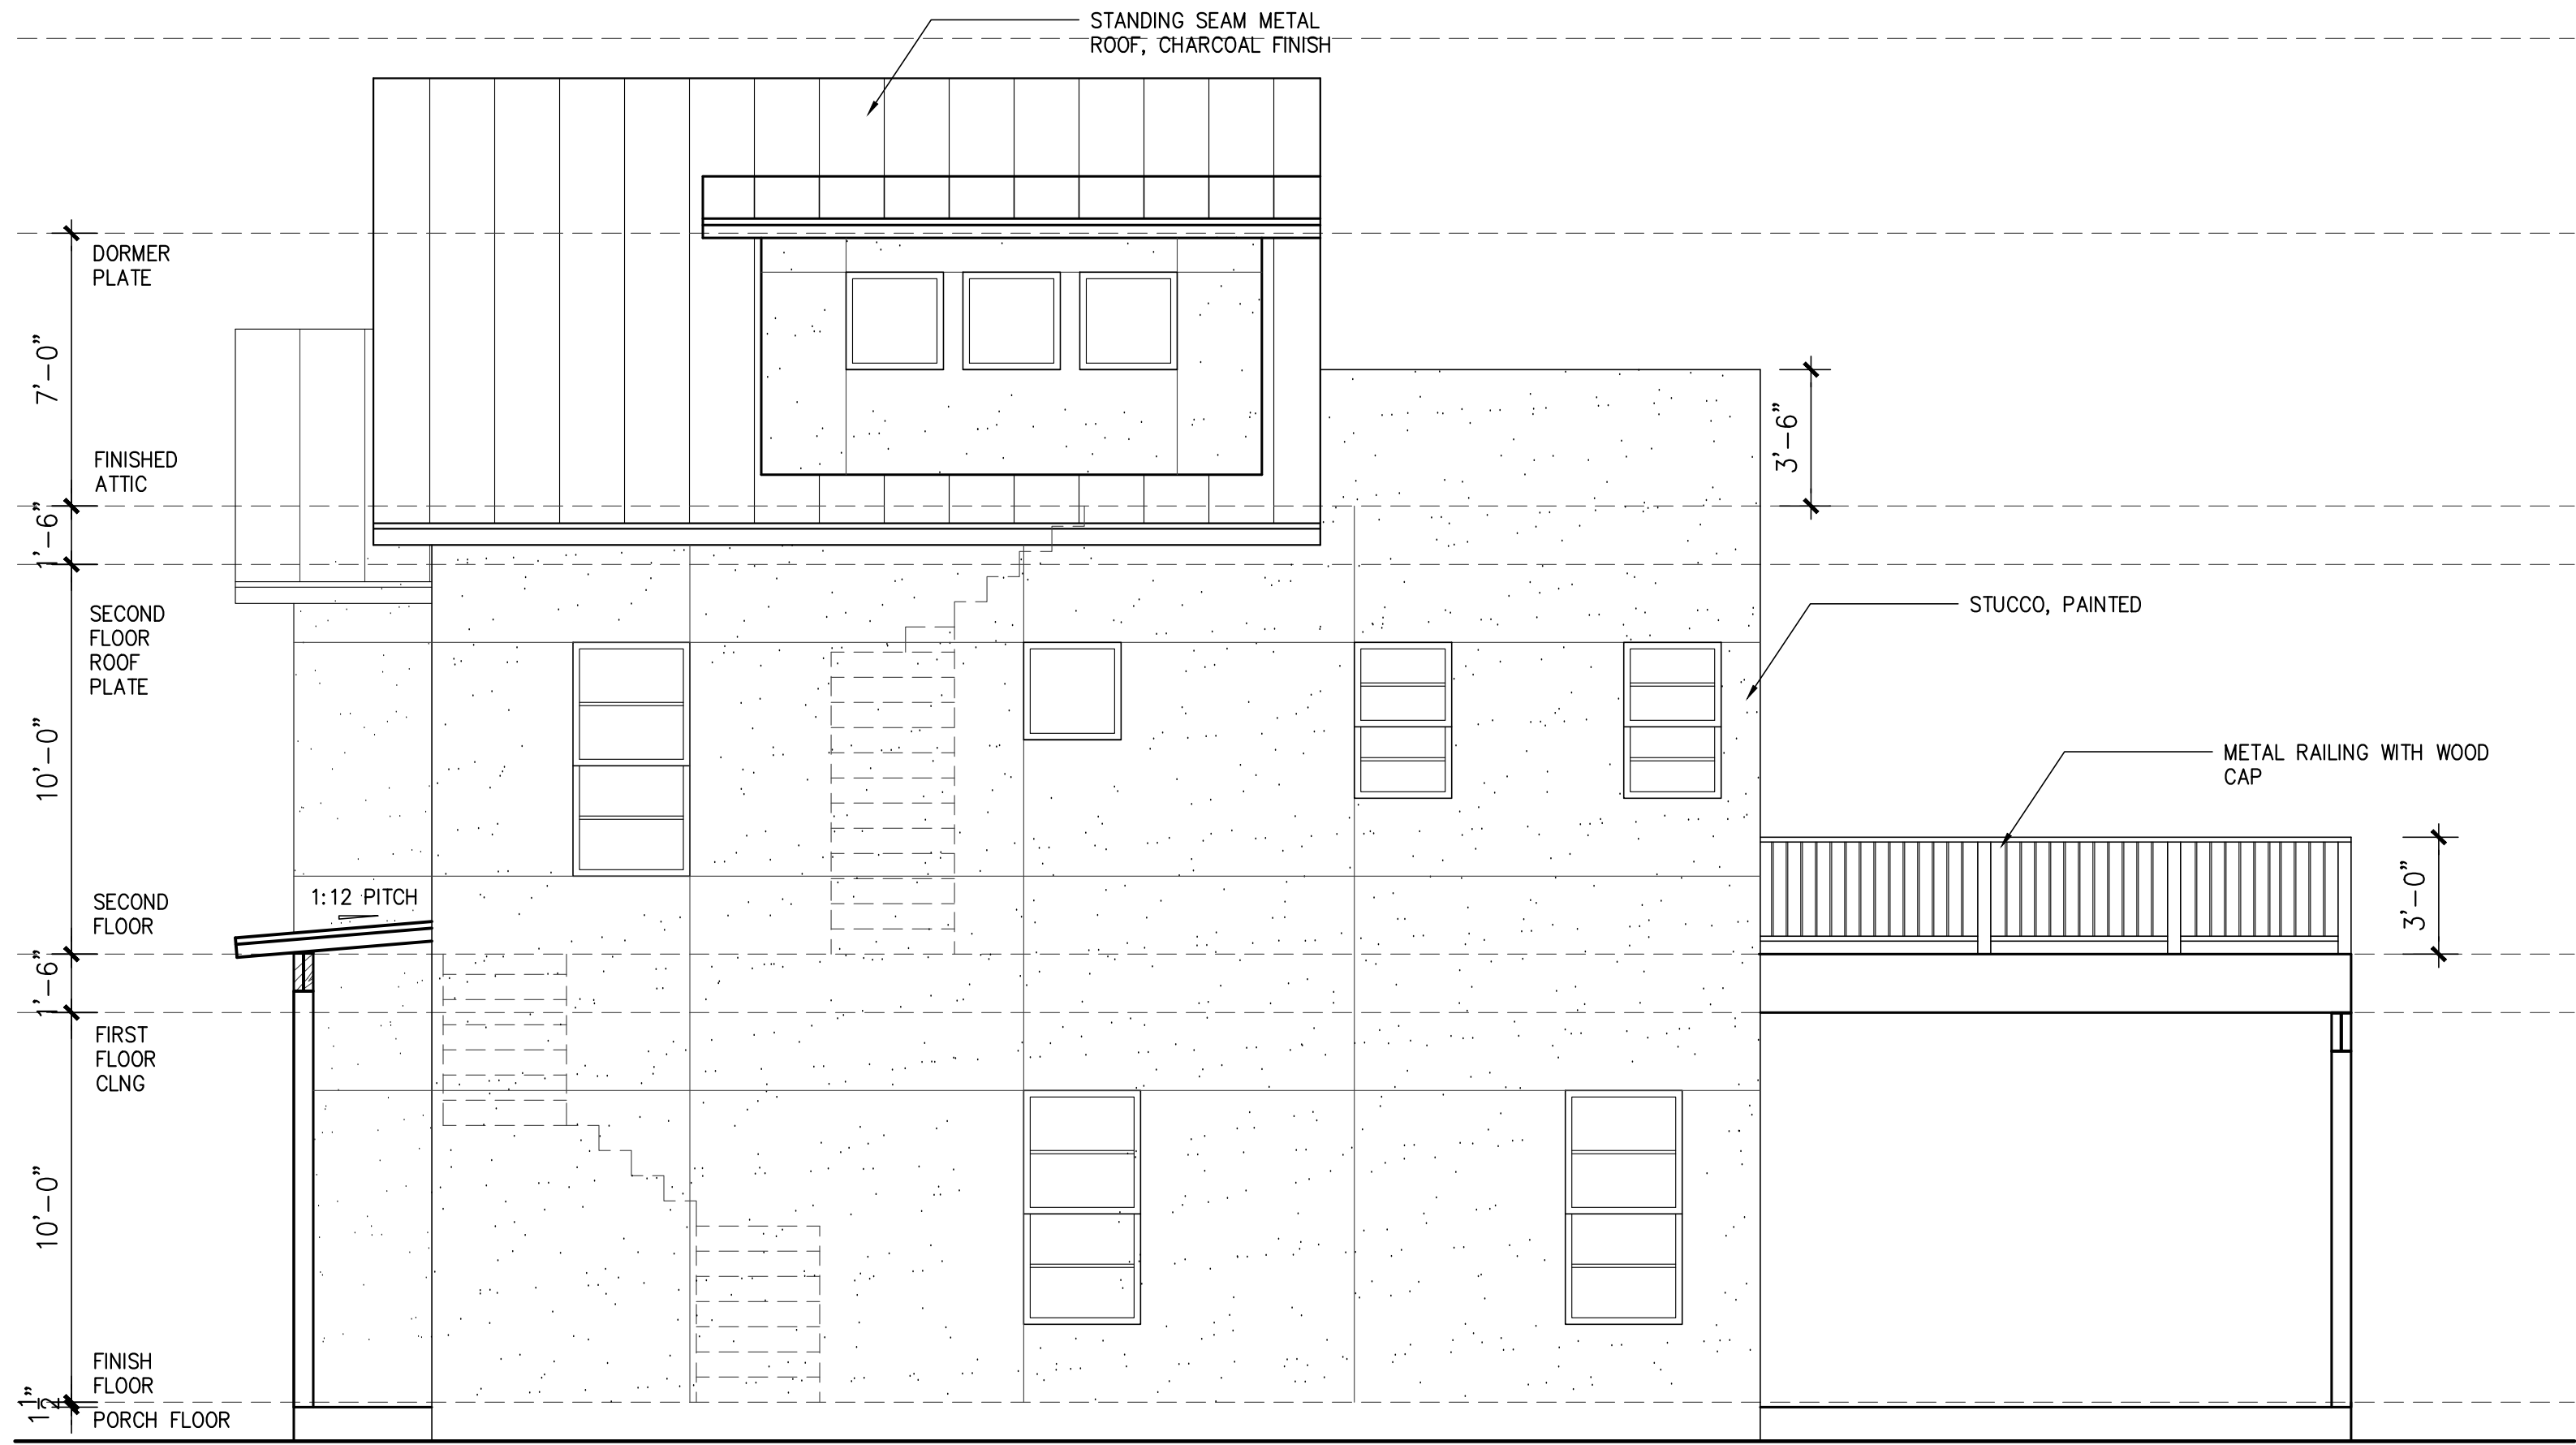 STANDING SEAM METAL
ROOF, CHARCOAL FINISH
DORMER
PLATE
7'-0"
FINISHED
ATTIC
3'-6"
1'-6"
SECOND
FLOOR
ROOF
PLATE
STUCCO, PAINTED
10'-0"
METAL RAILING WITH WOOD
CAP
SECOND
FLOOR
1:12 PITCH
3'-0"
1'-6"
FIRST
FLOOR
CLNG
10'-0"
FINISH
FLOOR
1 1/2"
PORCH FLOOR